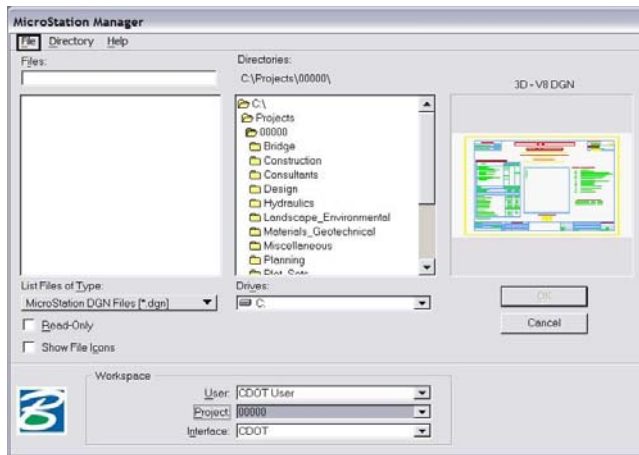 MicroStation Manager
File Directory Help
Files:
Directories:
C:\Projects\00000\
3D - V8 DGN
C:\
Projects
00000
Bridge
Construction
Consultants
Design
Hydraulics
Landscape_Environmental
Materials_Geotechnical
Miscellaneous
Planning
Plot_Sets
List Files of Type:
MicroStation DGN Files [*.dgn]
Drives:
C:
OK
Cancel
Read-Only
Show File Icons
Workspace
User: CDOT User
Project: 00000
Interface: CDOT